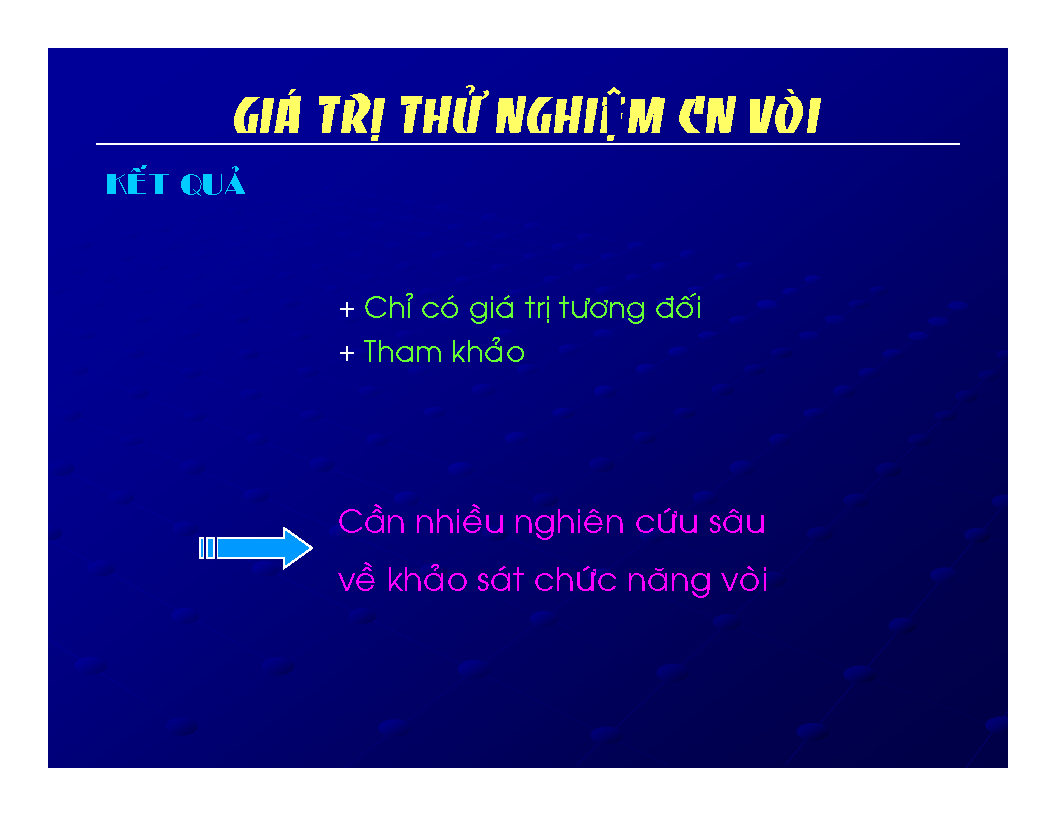 GIÁ TRỊ THỬ NGHIỆM CN VÒI
KẾT QUẢ
+ Chỉ có giá trị tương đối
+ Tham khảo
Cần nhiều nghiên cứu sâu
về khảo sát chức năng vòi